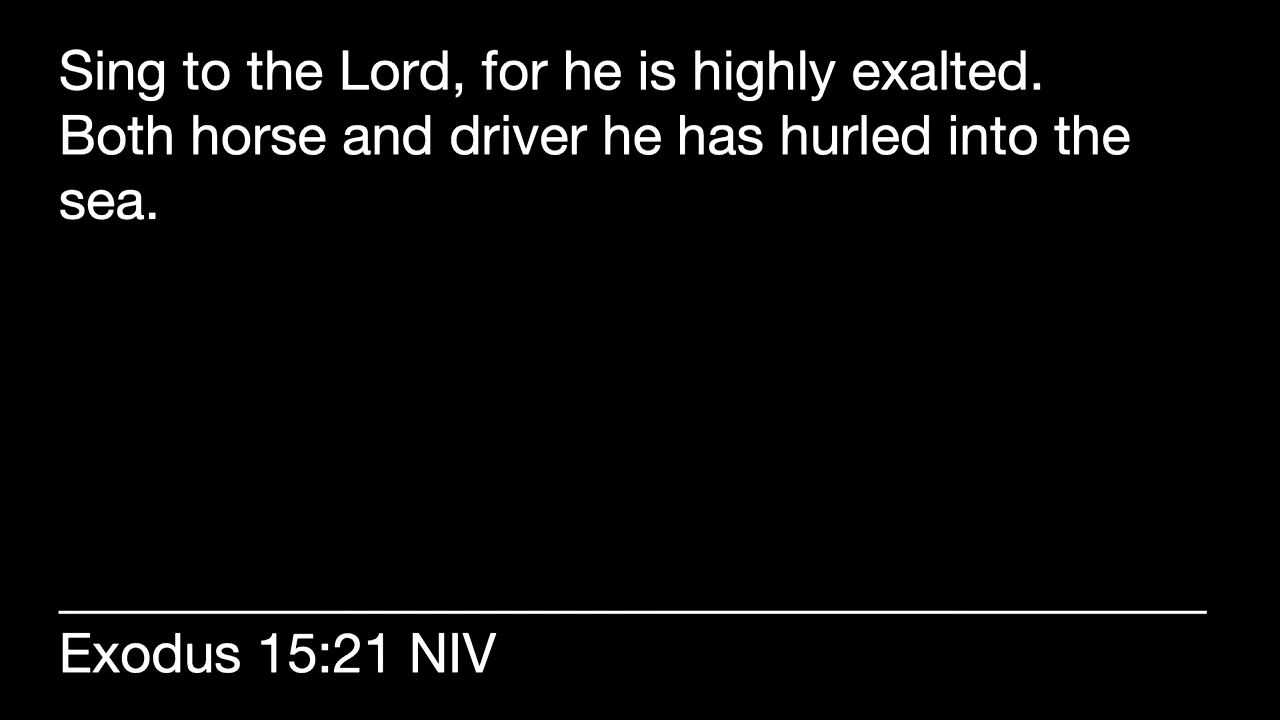 Sing to the Lord, for he is highly exalted.
Both horse and driver he has hurled into the
sea.
Exodus 15:21 NIV